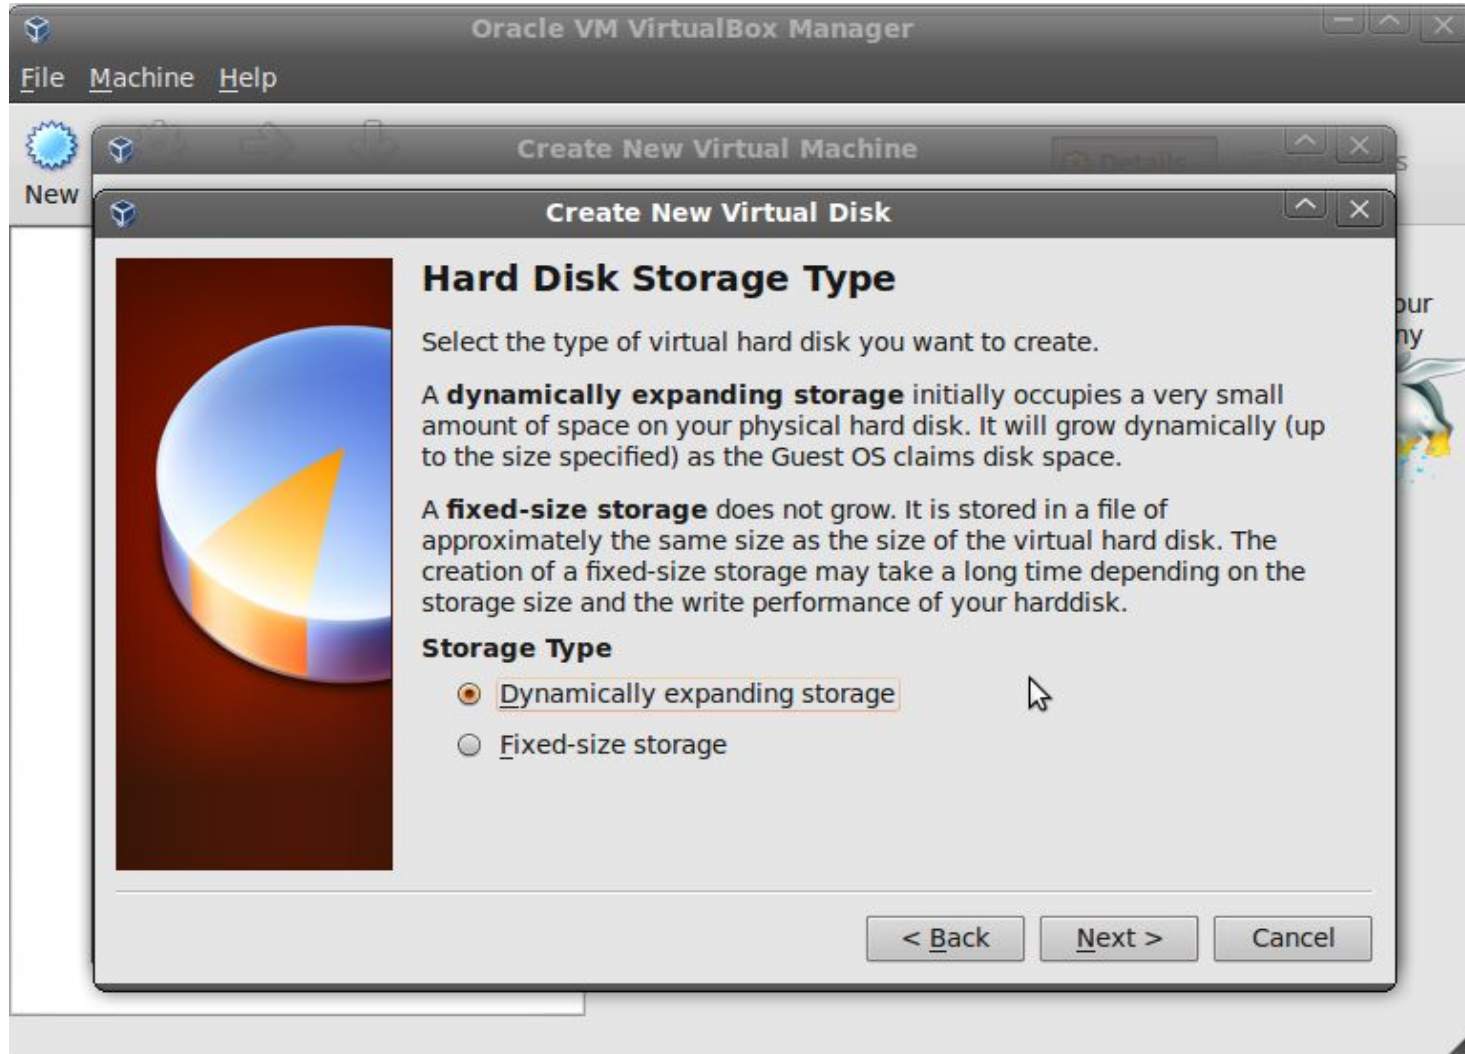 Oracle VM VirtualBox Manager
File Machine Help
Create New Virtual Machine
Details
New
Create New Virtual Disk
Hard Disk Storage Type
Select the type of virtual hard disk you want to create.
A dynamically expanding storage initially occupies a very small
amount of space on your physical hard disk. It will grow dynamically (up
to the size specified) as the Guest OS claims disk space.
A fixed-size storage does not grow. It is stored in a file of
approximately the same size as the size of the virtual hard disk. The
creation of a fixed-size storage may take a long time depending on the
storage size and the write performance of your harddisk.
Storage Type
Dynamically expanding storage
Fixed-size storage
< Back Next > Cancel